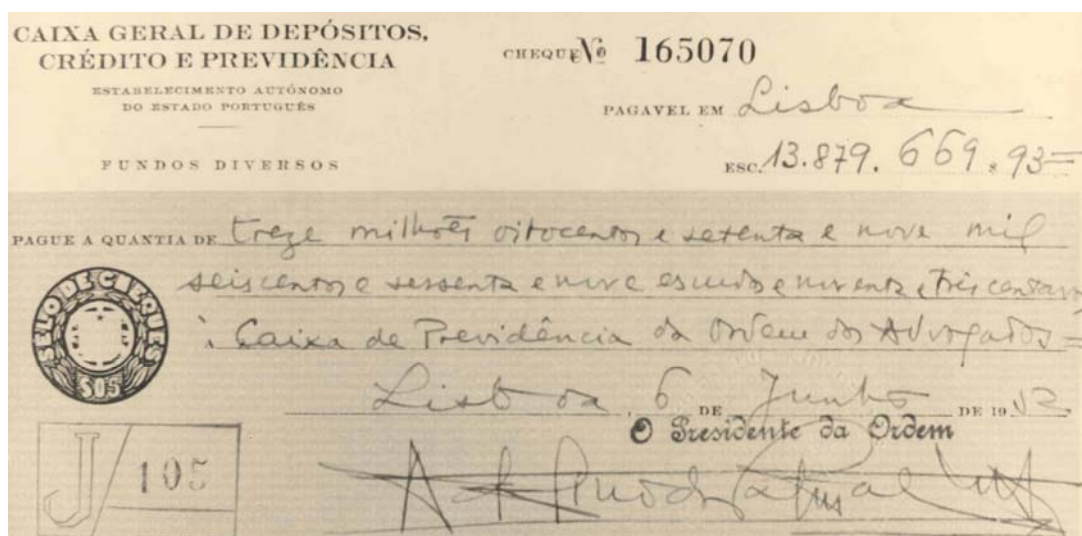 CAIXA GERAL DE DEPÓSITOS,
CRÉDITO E PREVIDÊNCIA
ESTABELECIMENTO AUTÓNOMO
DO ESTADO PORTUGUÊS
FUNDOS DIVERSOS
CHEQUE Nº 165070
PAGAVEL EM Lisboa
ESC. 13.879.669$93=
PAGUE A QUANTIA DE treze milhões oitocentos e setenta e nove mil
seiscentos e sessenta e nove escudos e noventa e três centavos
à Caixa de Previdência da Ordem dos Advogados=
SELO DE CHEQUES
S05
Lisboa, 6 DE Junho DE 19
O Presidente da Ordem
J/105